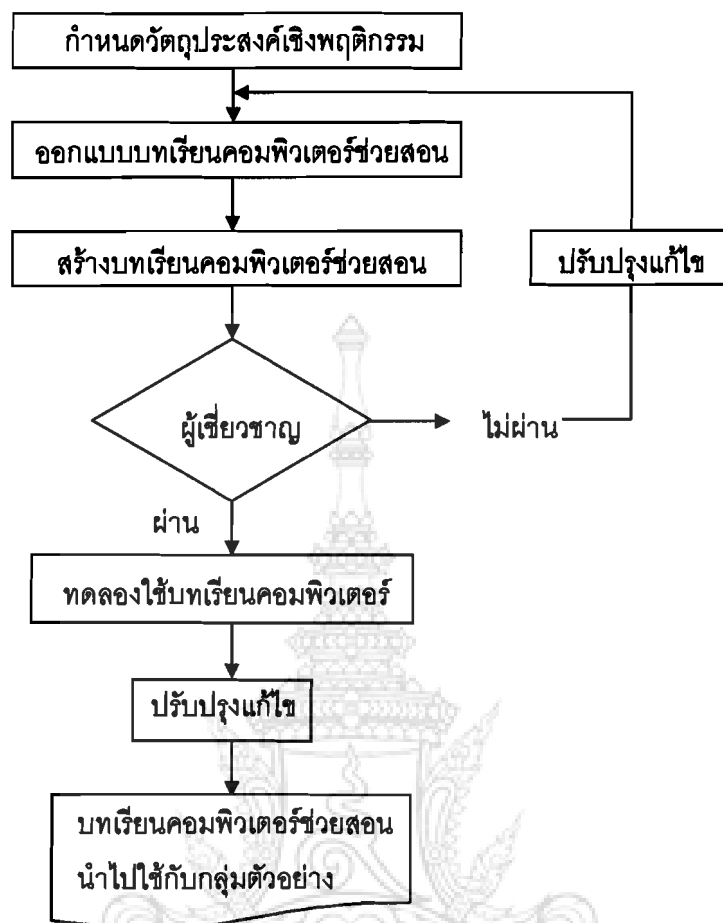 กำหนดวัตถุประสงค์เชิงพฤติกรรม
ออกแบบบทเรียนคอมพิวเตอร์ช่วยสอน
สร้างบทเรียนคอมพิวเตอร์ช่วยสอน
ปรับปรุงแก้ไข
ผู้เชี่ยวชาญ
ไม่ผ่าน
ผ่าน
ทดลองใช้บทเรียนคอมพิวเตอร์
ปรับปรุงแก้ไข
บทเรียนคอมพิวเตอร์ช่วยสอน
นำไปใช้กับกลุ่มตัวอย่าง